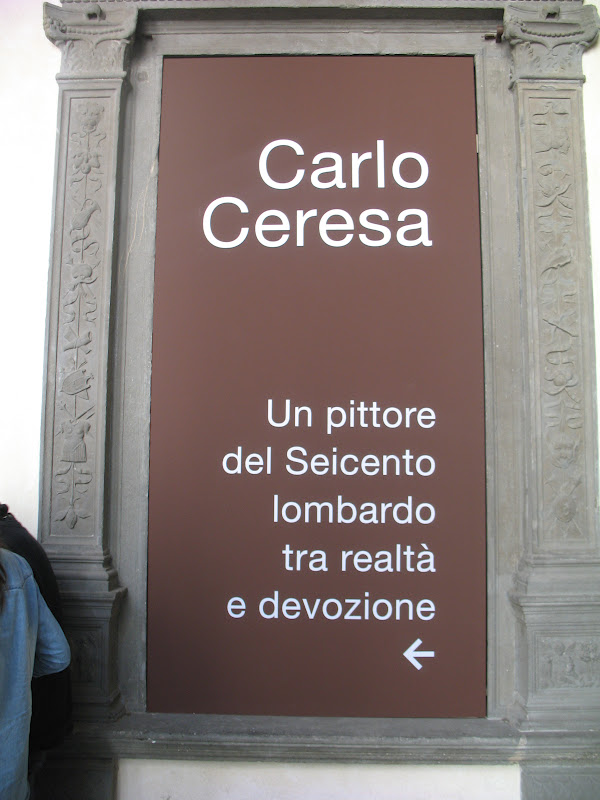 Carlo
Ceresa
Un pittore
del Seicento
lombardo
tra realtà
e devozione
←